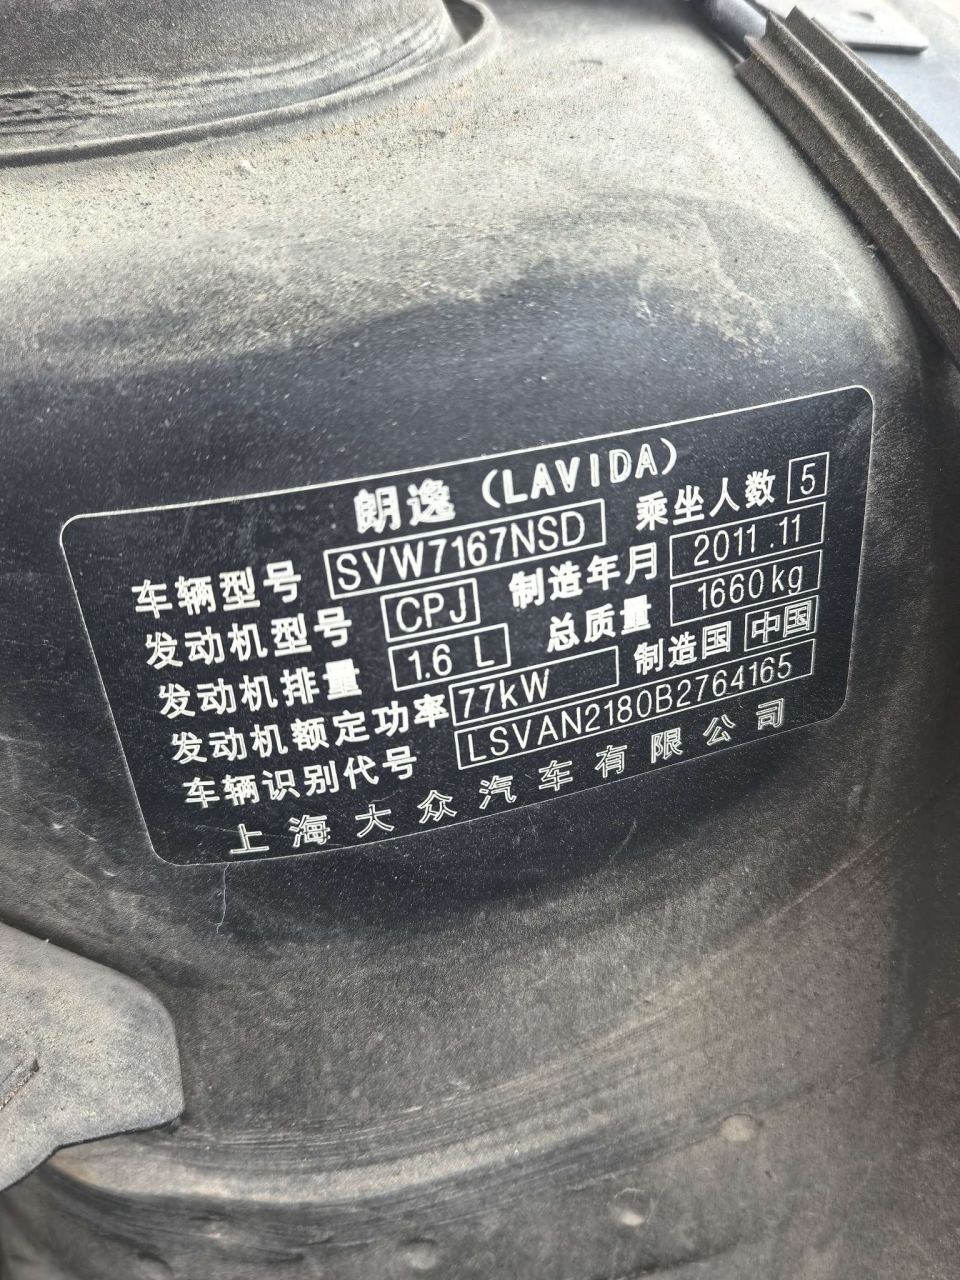 朗逸 (LAVIDA)
车辆型号 SVW7167NSD 乘坐人数 5
发动机型号 CPJ 制造年月 2011.11
发动机排量 1.6 L 总质量 1660kg
发动机额定功率 77kW 制造国 中国
车辆识别代号 LSVAN2180B2764165
上海大众汽车有限公司